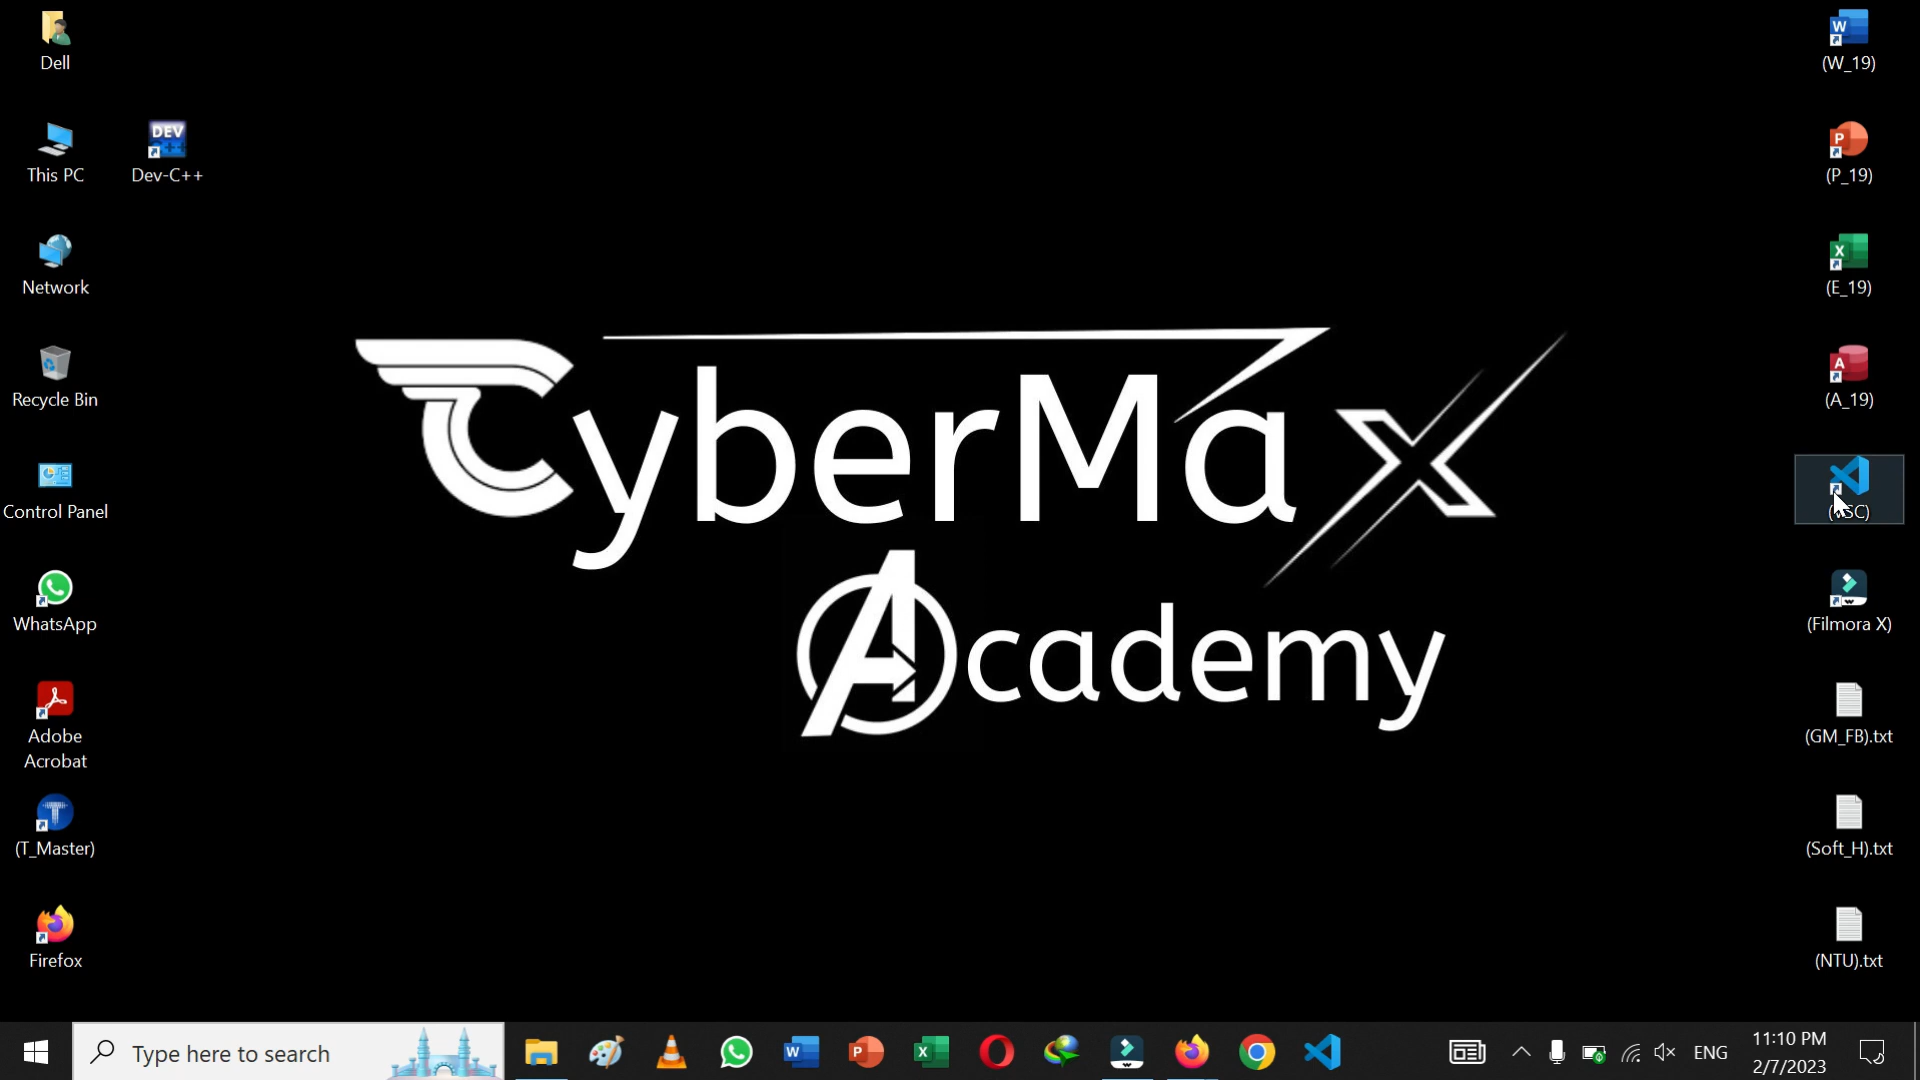 Dell
This PC
Dev-C++
Network
Recycle Bin
Control Panel
WhatsApp
Adobe
Acrobat
(T_Master)
Firefox
CyberMax
Academy
(W_19)
(P_19)
(E_19)
(A_19)
(VSC)
(Filmora X)
(GM_FB).txt
(Soft_H).txt
(NTU).txt
Type here to search
ENG
11:10 PM
2/7/2023